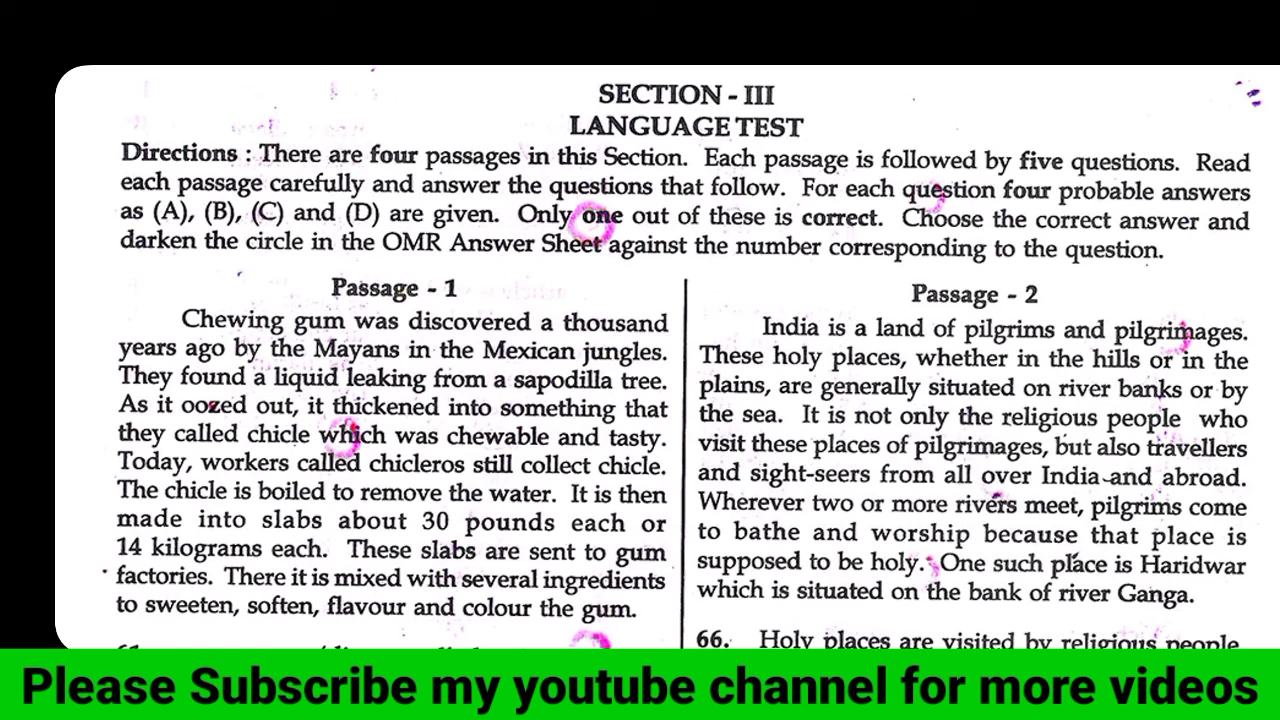 SECTION - III
LANGUAGE TEST
Directions : There are four passages in this Section. Each passage is followed by five questions. Read
each passage carefully and answer the questions that follow. For each question four probable answers
as (A), (B), (C) and (D) are given. Only one out of these is correct. Choose the correct answer and
darken the circle in the OMR Answer Sheet against the number corresponding to the question.
Passage - 1
Chewing gum was discovered a thousand
years ago by the Mayans in the Mexican jungles.
They found a liquid leaking from a sapodilla tree.
As it oozed out, it thickened into something that
they called chicle which was chewable and tasty.
Today, workers called chicleros still collect chicle.
The chicle is boiled to remove the water. It is then
made into slabs about 30 pounds each or
14 kilograms each. These slabs are sent to gum
factories. There it is mixed with several ingredients
to sweeten, soften, flavour and colour the gum.
Passage - 2
India is a land of pilgrims and pilgrimages.
These holy places, whether in the hills or in the
plains, are generally situated on river banks or by
the sea. It is not only the religious people who
visit these places of pilgrimages, but also travellers
and sight-seers from all over India and abroad.
Wherever two or more rivers meet, pilgrims come
to bathe and worship because that place is
supposed to be holy. One such place is Haridwar
which is situated on the bank of river Ganga.
66. Holy places are visited by religious people
Please Subscribe my youtube channel for more videos